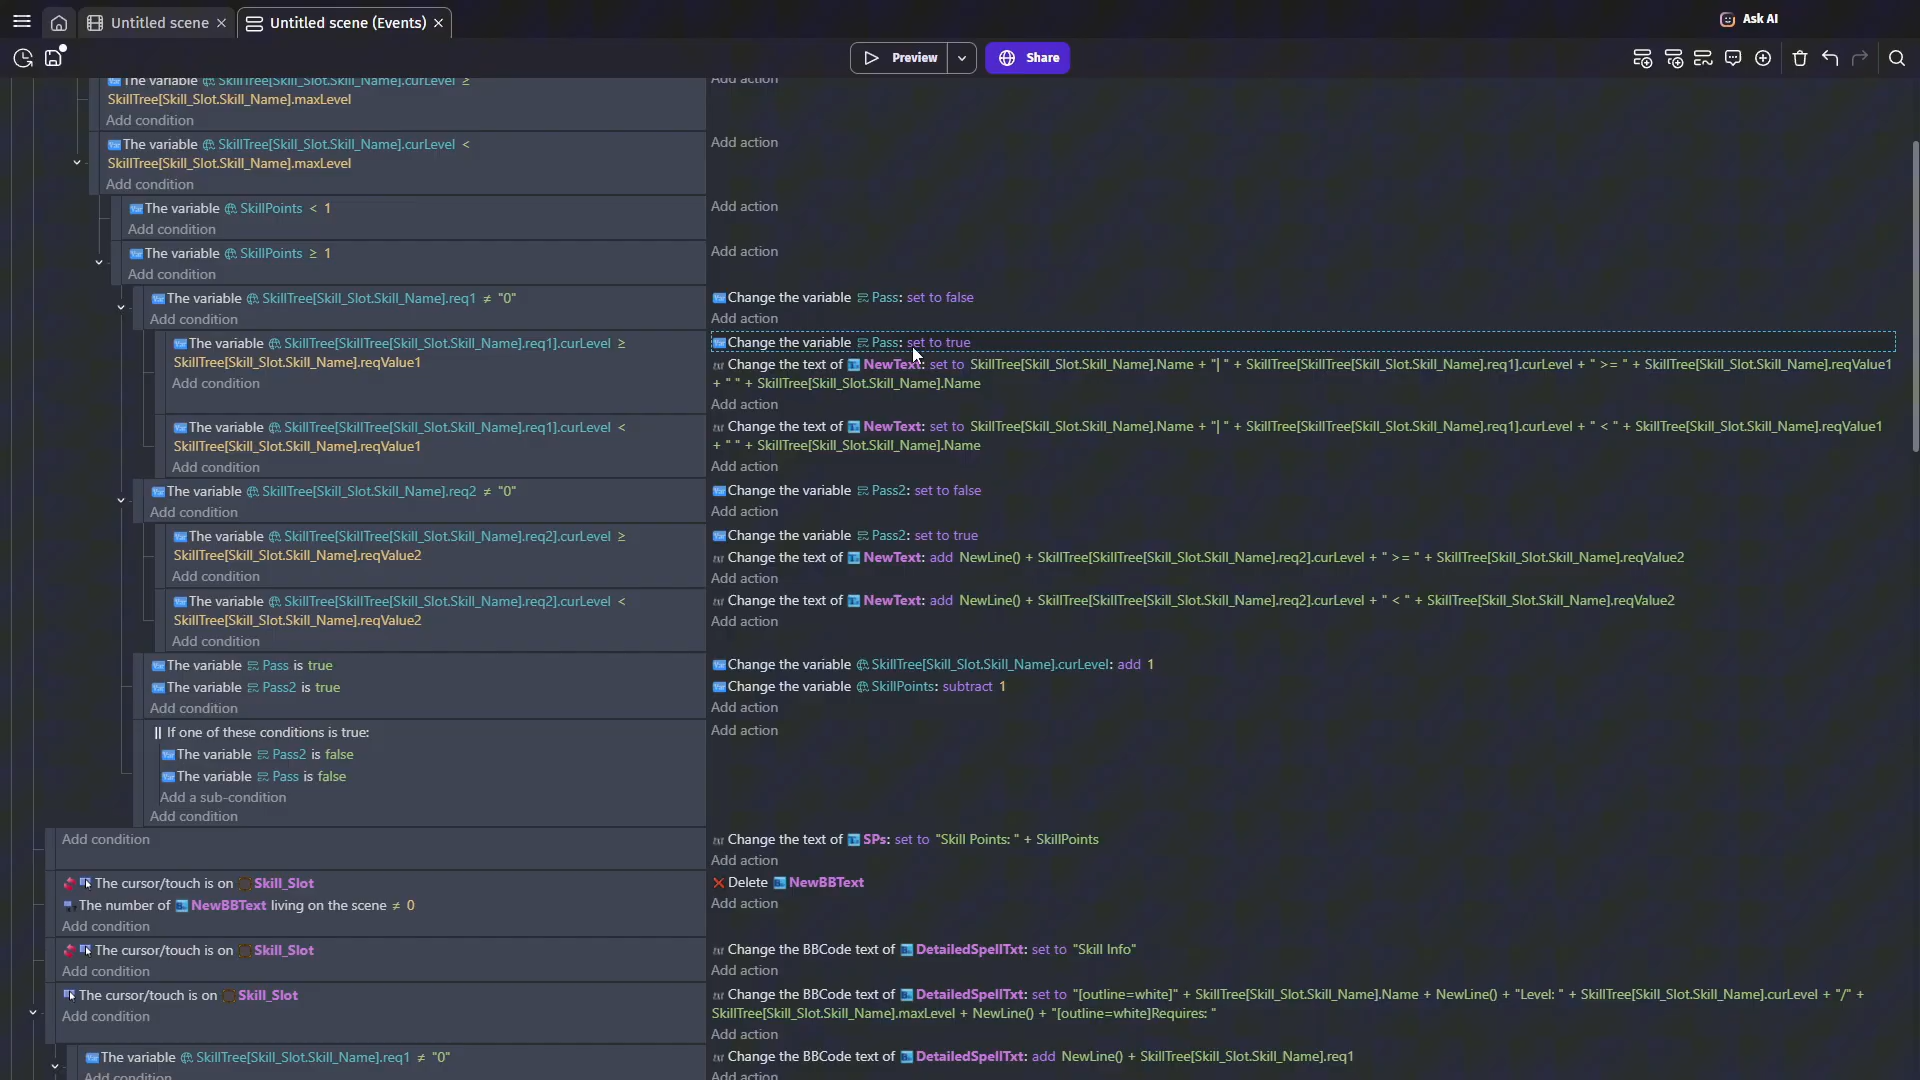 Untitled scene
Untitled scene (Events)
Ask AI
Preview
Share
The variable SkillTree[Skill_Slot.Skill_Name].curLevel ≥
Add action
SkillTree[Skill_Slot.Skill_Name].maxLevel
Add condition
The variable SkillTree[Skill_Slot.Skill_Name].curLevel <
Add action
SkillTree[Skill_Slot.Skill_Name].maxLevel
Add condition
The variable SkillPoints < 1
Add action
Add condition
The variable SkillPoints ≥ 1
Add action
Add condition
The variable SkillTree[Skill_Slot.Skill_Name].req1 ≠ "0"
Change the variable Pass: set to false
Add condition
Add action
The variable SkillTree[SkillTree[Skill_Slot.Skill_Name].req1].curLevel ≥
SkillTree[Skill_Slot.Skill_Name].reqValue1
Add condition
Change the variable Pass: set to true
Change the text of NewText: set to SkillTree[Skill_Slot.Skill_Name].Name + "| " + SkillTree[SkillTree[Skill_Slot.Skill_Name].req1].curLevel + " >= " + SkillTree[Skill_Slot.Skill_Name].reqValue1
+ " " + SkillTree[Skill_Slot.Skill_Name].Name
Add action
The variable SkillTree[SkillTree[Skill_Slot.Skill_Name].req1].curLevel <
SkillTree[Skill_Slot.Skill_Name].reqValue1
Add condition
Change the text of NewText: set to SkillTree[Skill_Slot.Skill_Name].Name + "| " + SkillTree[SkillTree[Skill_Slot.Skill_Name].req1].curLevel + " < " + SkillTree[Skill_Slot.Skill_Name].reqValue1
+ " " + SkillTree[Skill_Slot.Skill_Name].Name
Add action
The variable SkillTree[Skill_Slot.Skill_Name].req2 ≠ "0"
Change the variable Pass2: set to false
Add condition
Add action
The variable SkillTree[SkillTree[Skill_Slot.Skill_Name].req2].curLevel ≥
SkillTree[Skill_Slot.Skill_Name].reqValue2
Add condition
Change the variable Pass2: set to true
Change the text of NewText: add NewLine() + SkillTree[SkillTree[Skill_Slot.Skill_Name].req2].curLevel + " >= " + SkillTree[Skill_Slot.Skill_Name].reqValue2
Add action
The variable SkillTree[SkillTree[Skill_Slot.Skill_Name].req2].curLevel <
SkillTree[Skill_Slot.Skill_Name].reqValue2
Add condition
Change the text of NewText: add NewLine() + SkillTree[SkillTree[Skill_Slot.Skill_Name].req2].curLevel + " < " + SkillTree[Skill_Slot.Skill_Name].reqValue2
Add action
The variable Pass is true
The variable Pass2 is true
Add condition
Change the variable SkillTree[Skill_Slot.Skill_Name].curLevel: add 1
Change the variable SkillPoints: subtract 1
Add action
|| If one of these conditions is true:
Add action
The variable Pass2 is false
The variable Pass is false
Add a sub-condition
Add condition
Add condition
Change the text of SPs: set to "Skill Points: " + SkillPoints
Add action
The cursor/touch is on Skill_Slot
The number of NewBBText living on the scene ≠ 0
Add condition
Delete NewBBText
Add action
The cursor/touch is on Skill_Slot
Add condition
Change the BBCode text of DetailedSpellTxt: set to "Skill Info"
Add action
The cursor/touch is on Skill_Slot
Add condition
Change the BBCode text of DetailedSpellTxt: set to "[outline=white]" + SkillTree[Skill_Slot.Skill_Name].Name + NewLine() + "Level: " + SkillTree[Skill_Slot.Skill_Name].curLevel + "/" +
SkillTree[Skill_Slot.Skill_Name].maxLevel + NewLine() + "[outline=white]Requires: "
Add action
The variable SkillTree[Skill_Slot.Skill_Name].req1 ≠ "0"
Change the BBCode text of DetailedSpellTxt: add NewLine() + SkillTree[Skill_Slot.Skill_Name].req1
Add condition
Add action